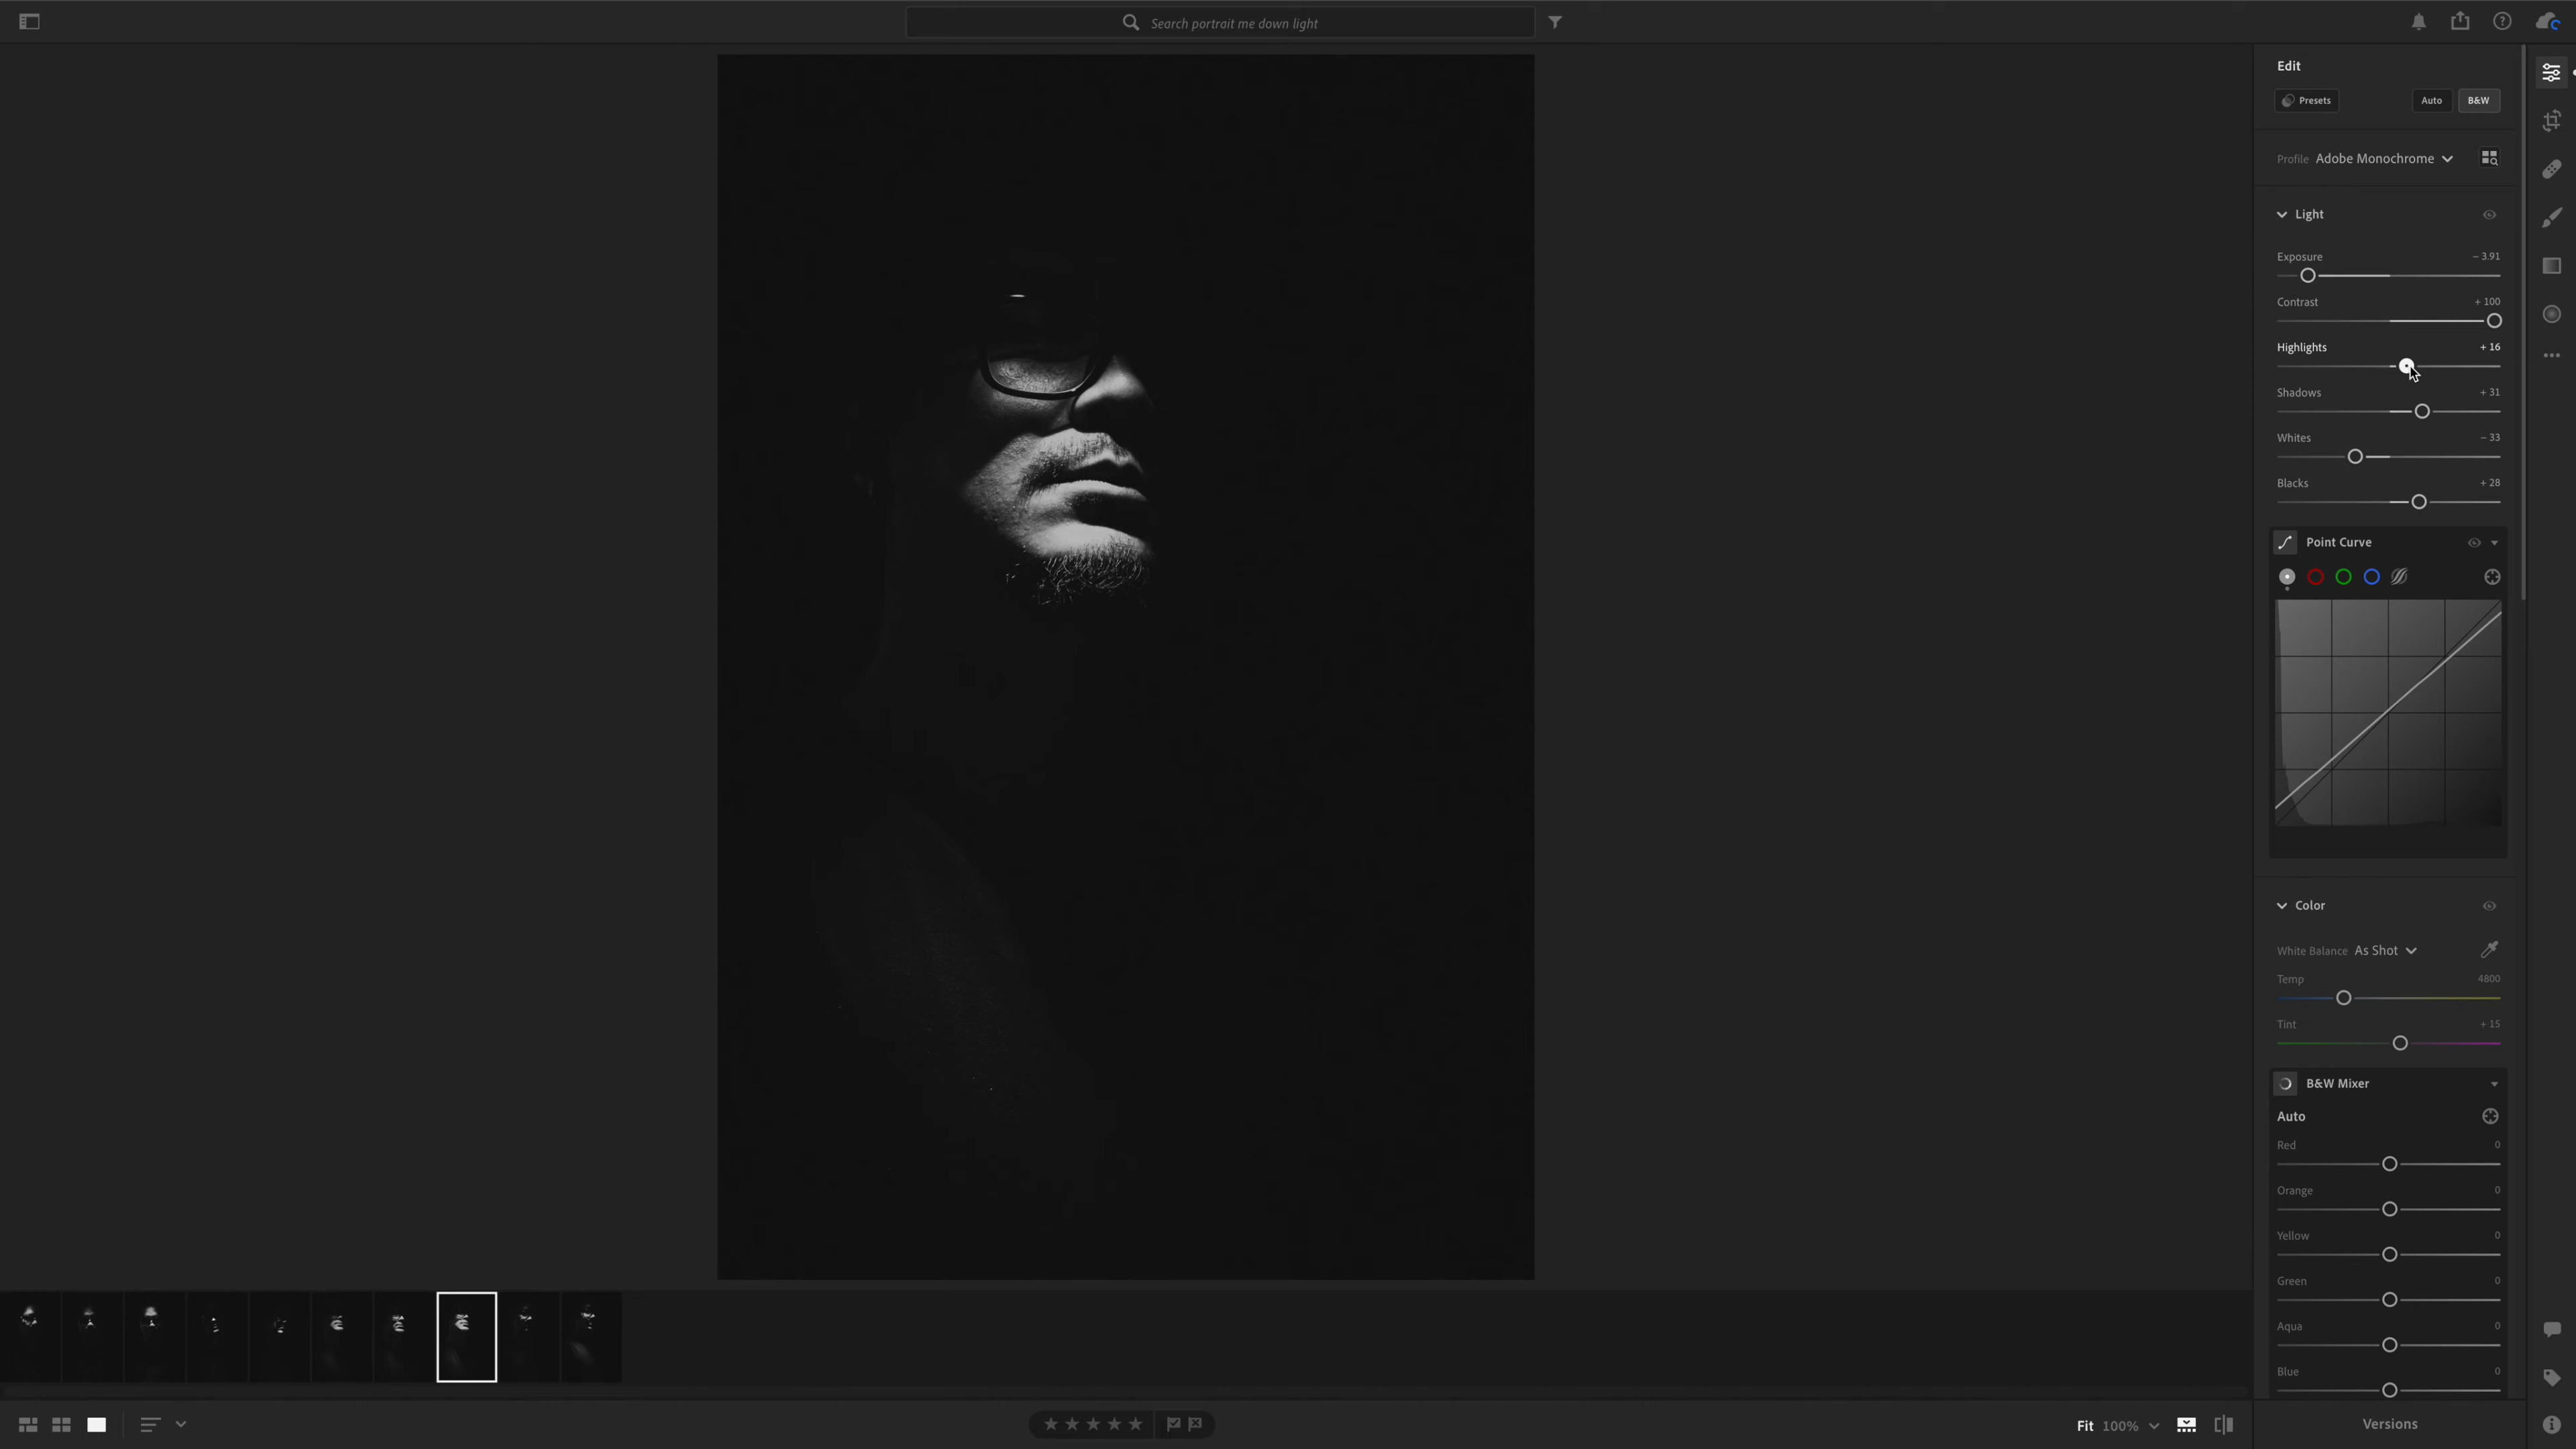 Search portrait me down light
Edit
Presets
Auto
B&W
Profile Adobe Monochrome
Light
Exposure − 3.91
Contrast + 100
Highlights + 16
Shadows + 31
Whites − 33
Blacks + 28
Point Curve
Color
White Balance As Shot
Temp 4800
Tint + 15
B&W Mixer
Auto
Red 0
Orange 0
Yellow 0
Green 0
Aqua 0
Blue 0
Fit 100%
Versions